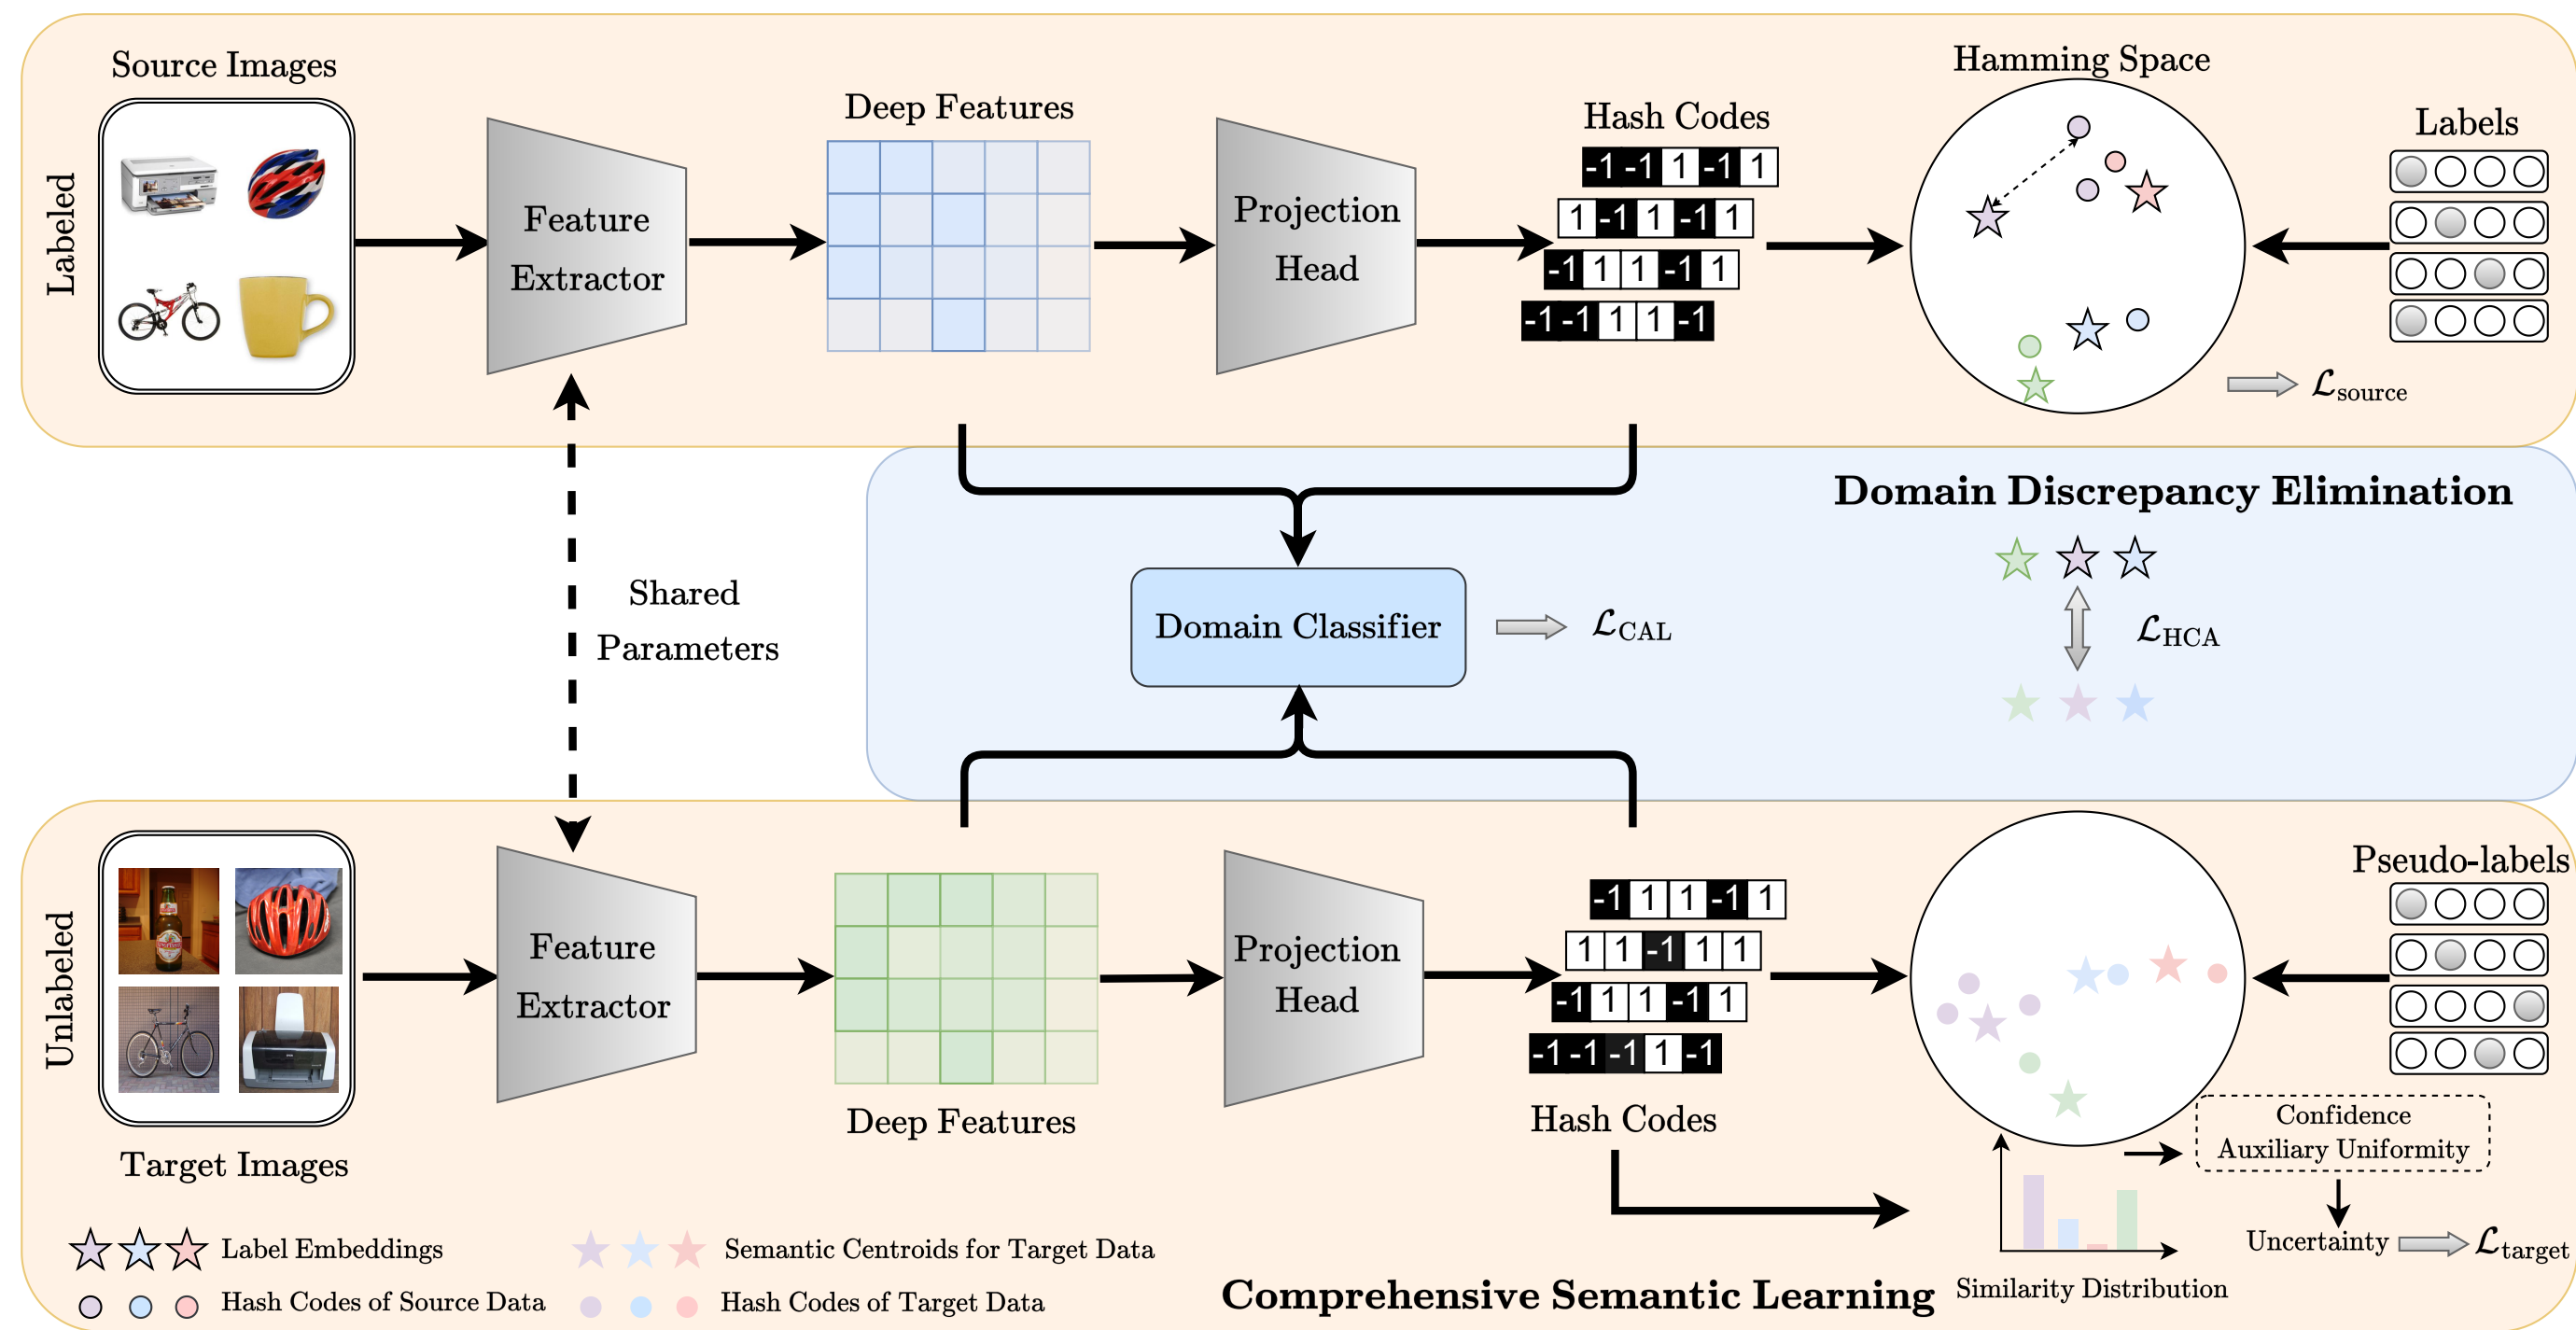 Source Images
Labeled
Feature
Extractor
Deep Features
Projection
Head
Hash Codes
-1 -1 1 -1 1
1 -1 1 -1 1
-1 1 1 -1 1
-1 -1 1 1 -1
Hamming Space
Labels
ℒsource
Shared
Parameters
Domain Classifier
ℒCAL
Domain Discrepancy Elimination
ℒHCA
Unlabeled
Target Images
Feature
Extractor
Deep Features
Projection
Head
-1 1 1 -1 1
1 1 -1 1 1
-1 1 1 -1 1
-1 -1 -1 1 -1
Hash Codes
Pseudo-labels
Confidence
Auxiliary Uniformity
Uncertainty
ℒtarget
Similarity Distribution
Comprehensive Semantic Learning
Label Embeddings
Semantic Centroids for Target Data
Hash Codes of Source Data
Hash Codes of Target Data